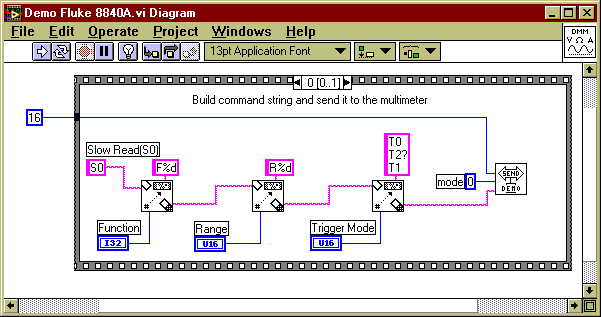 Demo Fluke 8840A.vi Diagram
File Edit Operate Project Windows Help
DMM
V Ω A
13pt Application Font
0 [0..1]
Build command string and send it to the multimeter
16
T0
T2?
T1
Slow Read(S0)
S0 F%d R%d
SEND
mode 0
DEMO
Function Range Trigger Mode
I32 U16 U16